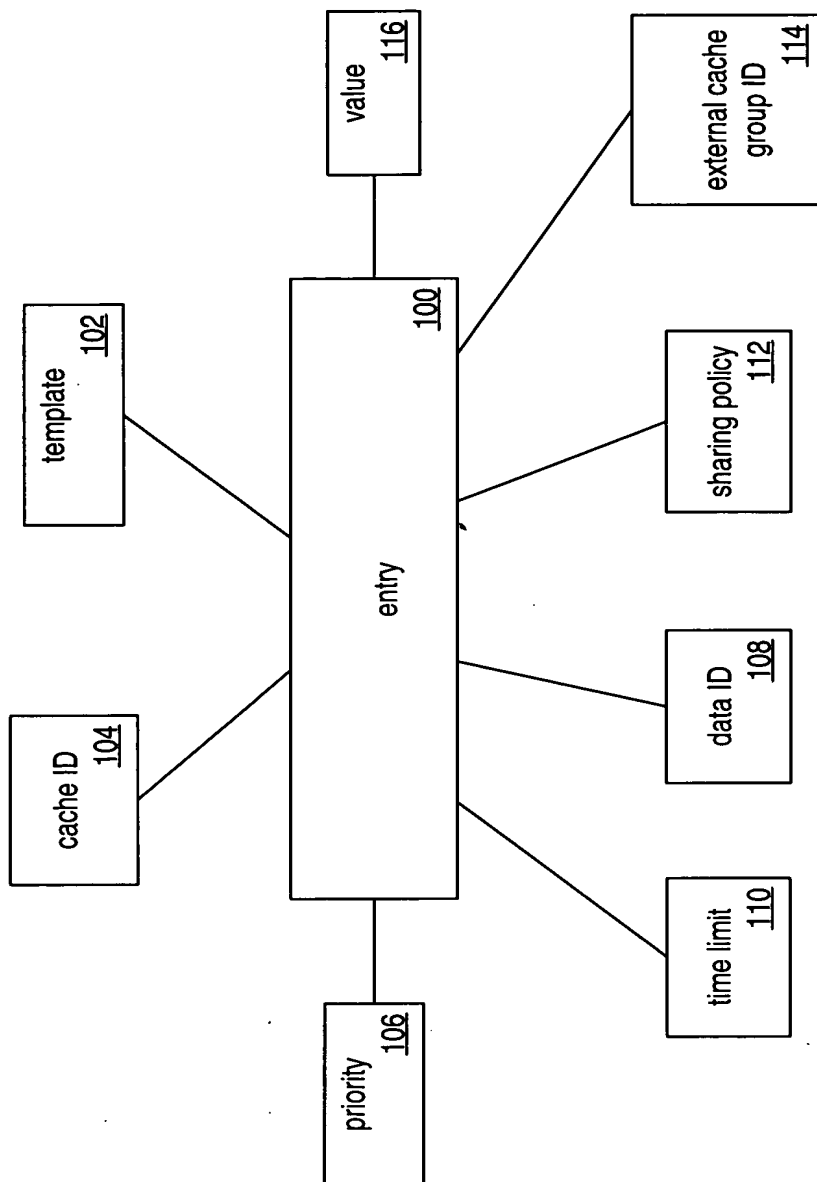 cache ID
104
template
102
priority
106
entry
100
value
116
time limit
110
data ID
108
sharing policy
112
external cache
group ID
114